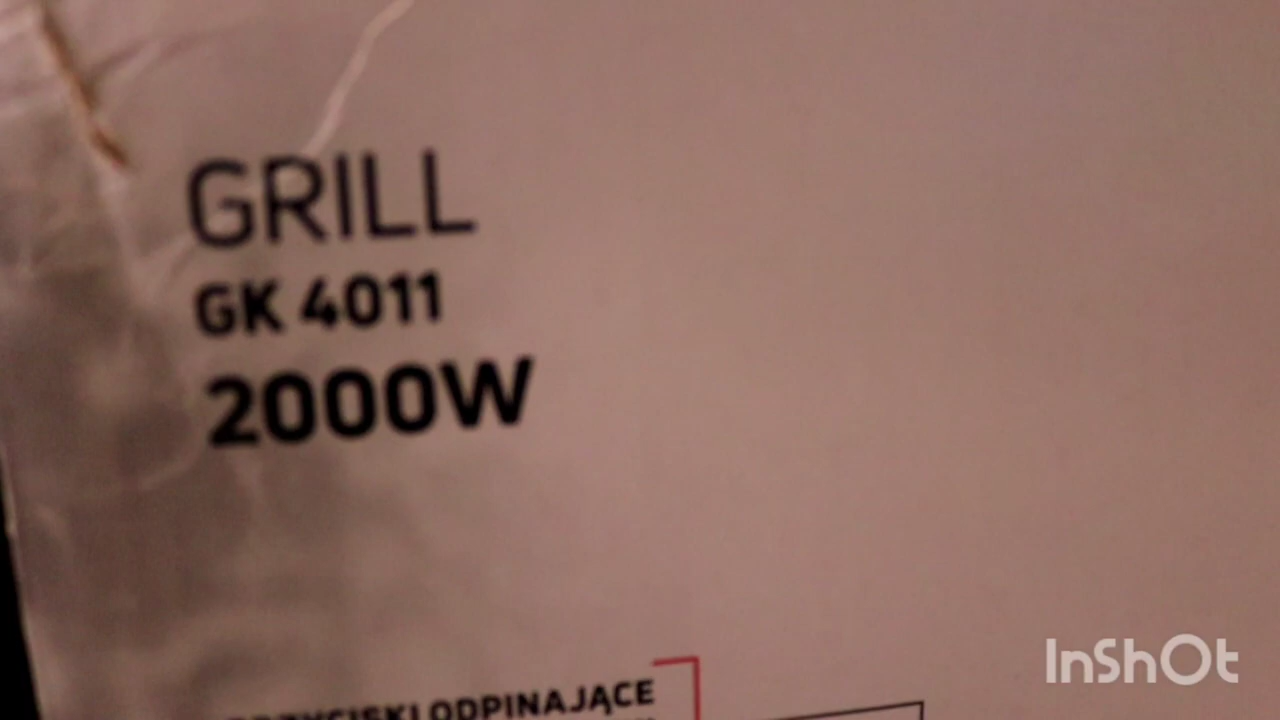 GRILL
GK 4011
2000W
PRZYCISKI ODPINAJĄCE
InShOt